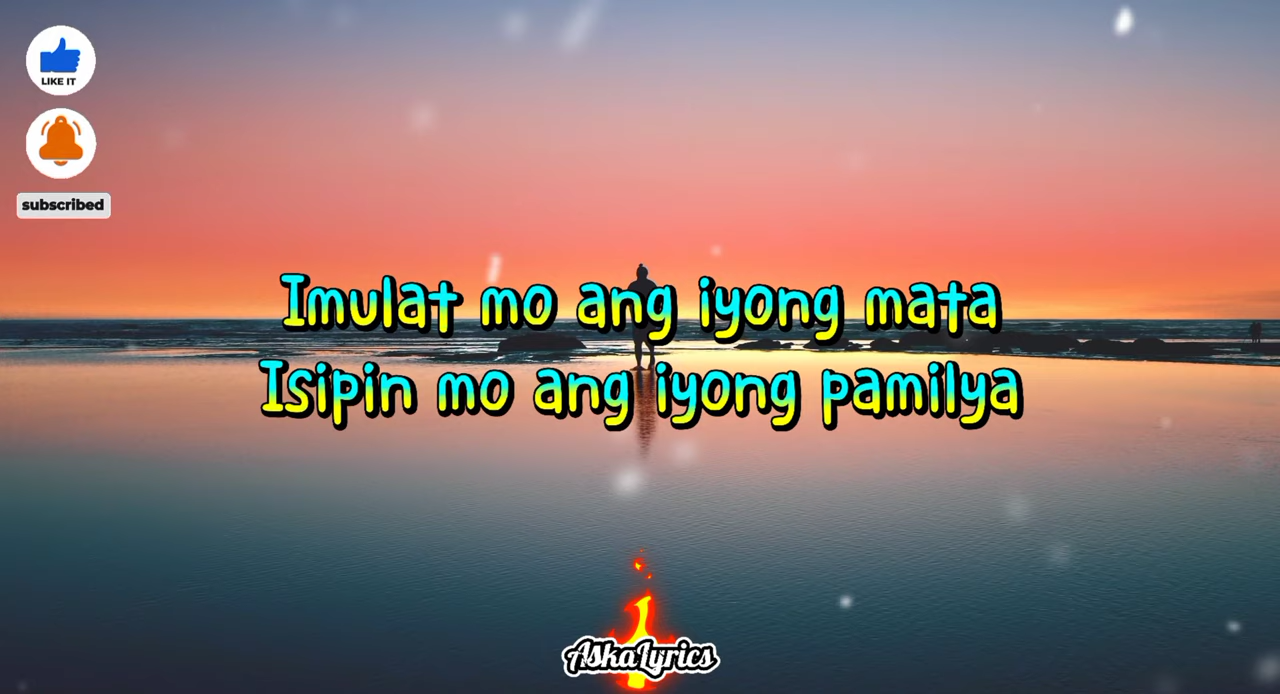 LIKE IT
subscribed
Imulat mo ang iyong mata
Isipin mo ang iyong pamilya
AskaLyrics